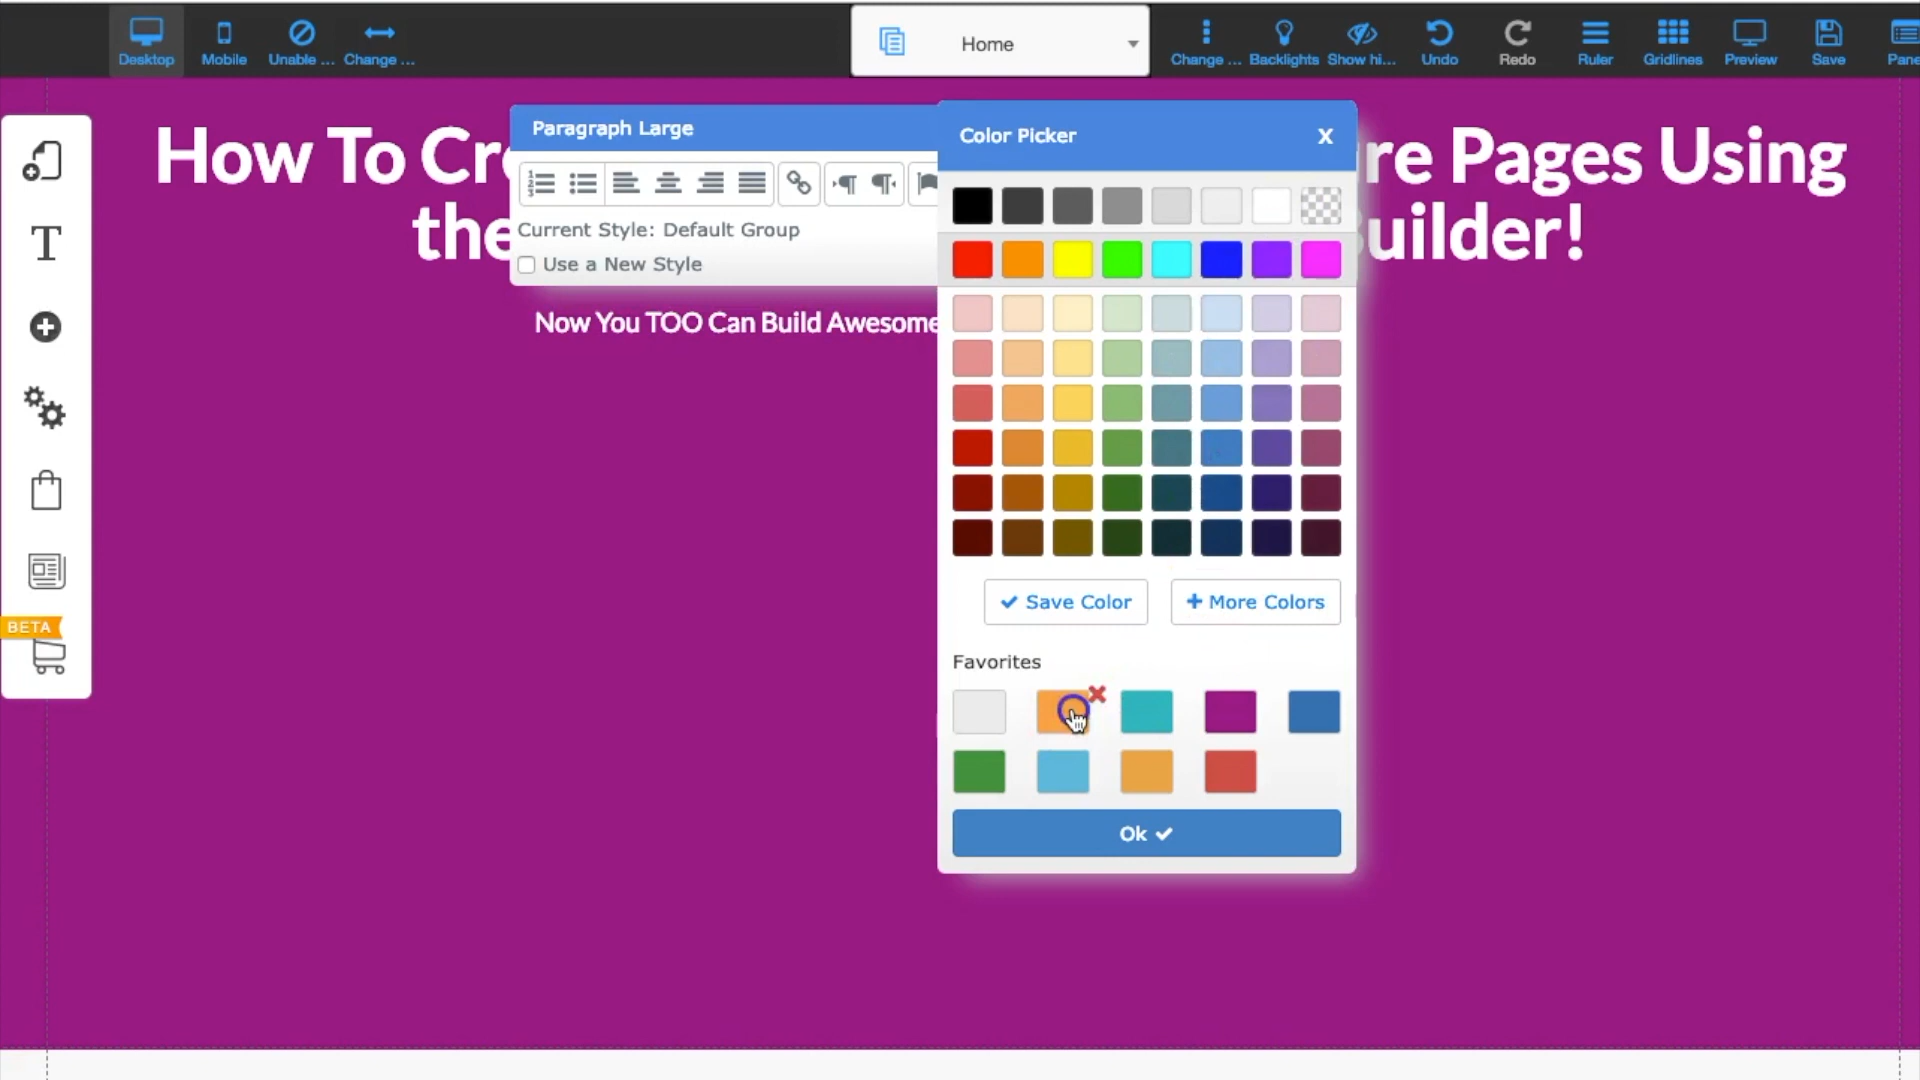 Desktop
Mobile
Unable ...
Change ...
Home
Change ...
Backlights
Show hi...
Undo
Redo
Ruler
Gridlines
Preview
Save
Pane
How To Cre
re Pages Using
the
uilder!
Paragraph Large
Current Style: Default Group
Use a New Style
Now You TOO Can Build Awesome
Color Picker
X
Save Color
More Colors
Favorites
Ok
BETA